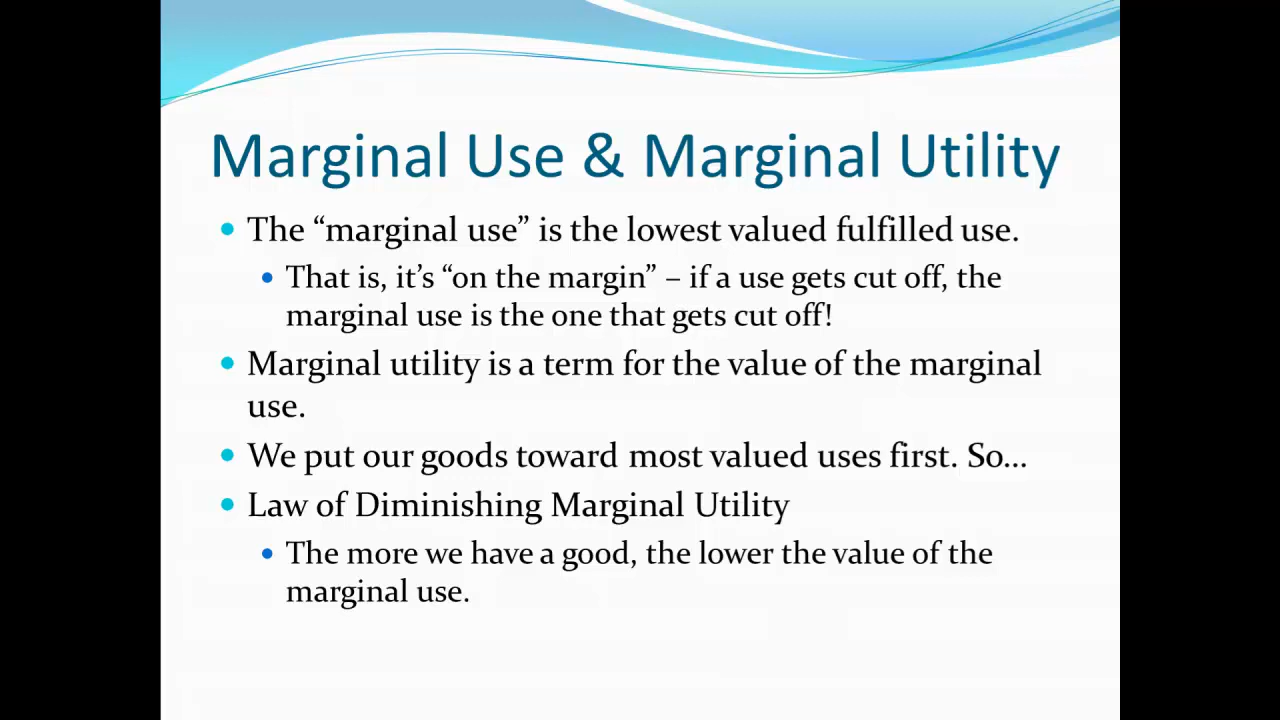 Marginal Use & Marginal Utility
• The “marginal use” is the lowest valued fulfilled use.
• That is, it’s “on the margin” – if a use gets cut off, the
marginal use is the one that gets cut off!
• Marginal utility is a term for the value of the marginal
use.
• We put our goods toward most valued uses first. So…
• Law of Diminishing Marginal Utility
• The more we have a good, the lower the value of the
marginal use.